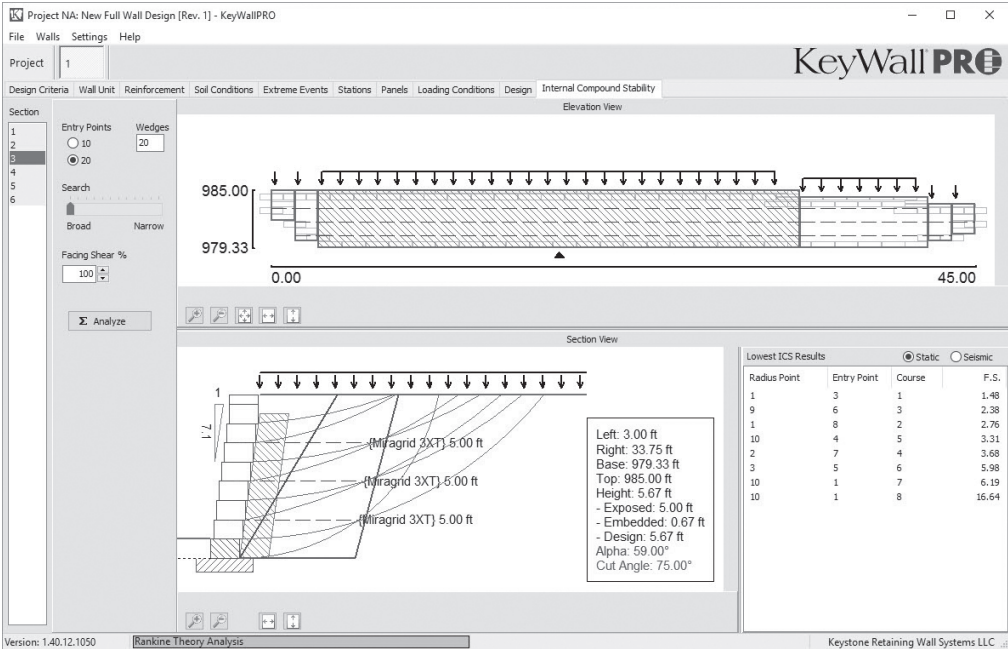 Project NA: New Full Wall Design [Rev. 1] - KeyWallPRO
File Walls Settings Help
Project 1
KeyWall PRO
Design Criteria Wall Unit Reinforcement Soil Conditions Extreme Events Stations Panels Loading Conditions Design Internal Compound Stability
Section
1
2
3
4
5
6
Entry Points Wedges
10 20
20
Search
Broad Narrow
Facing Shear %
100
Σ Analyze
Elevation View
985.00
979.33
0.00 45.00
Section View
1
7.1
{Miragrid 3XT} 5.00 ft
{Miragrid 3XT} 5.00 ft
{Miragrid 3XT} 5.00 ft
Left: 3.00 ft
Right: 33.75 ft
Base: 979.33 ft
Top: 985.00 ft
Height: 5.67 ft
- Exposed: 5.00 ft
- Embedded: 0.67 ft
- Design: 5.67 ft
Alpha: 59.00°
Cut Angle: 75.00°
Lowest ICS Results Static Seismic
Radius Point Entry Point Course F.S.
1 3 1 1.48
9 6 3 2.38
1 8 2 2.76
10 4 5 3.31
2 7 4 3.68
3 5 6 5.98
10 1 7 6.19
10 1 8 16.64
Version: 1.40.12.1050 Rankine Theory Analysis Keystone Retaining Wall Systems LLC